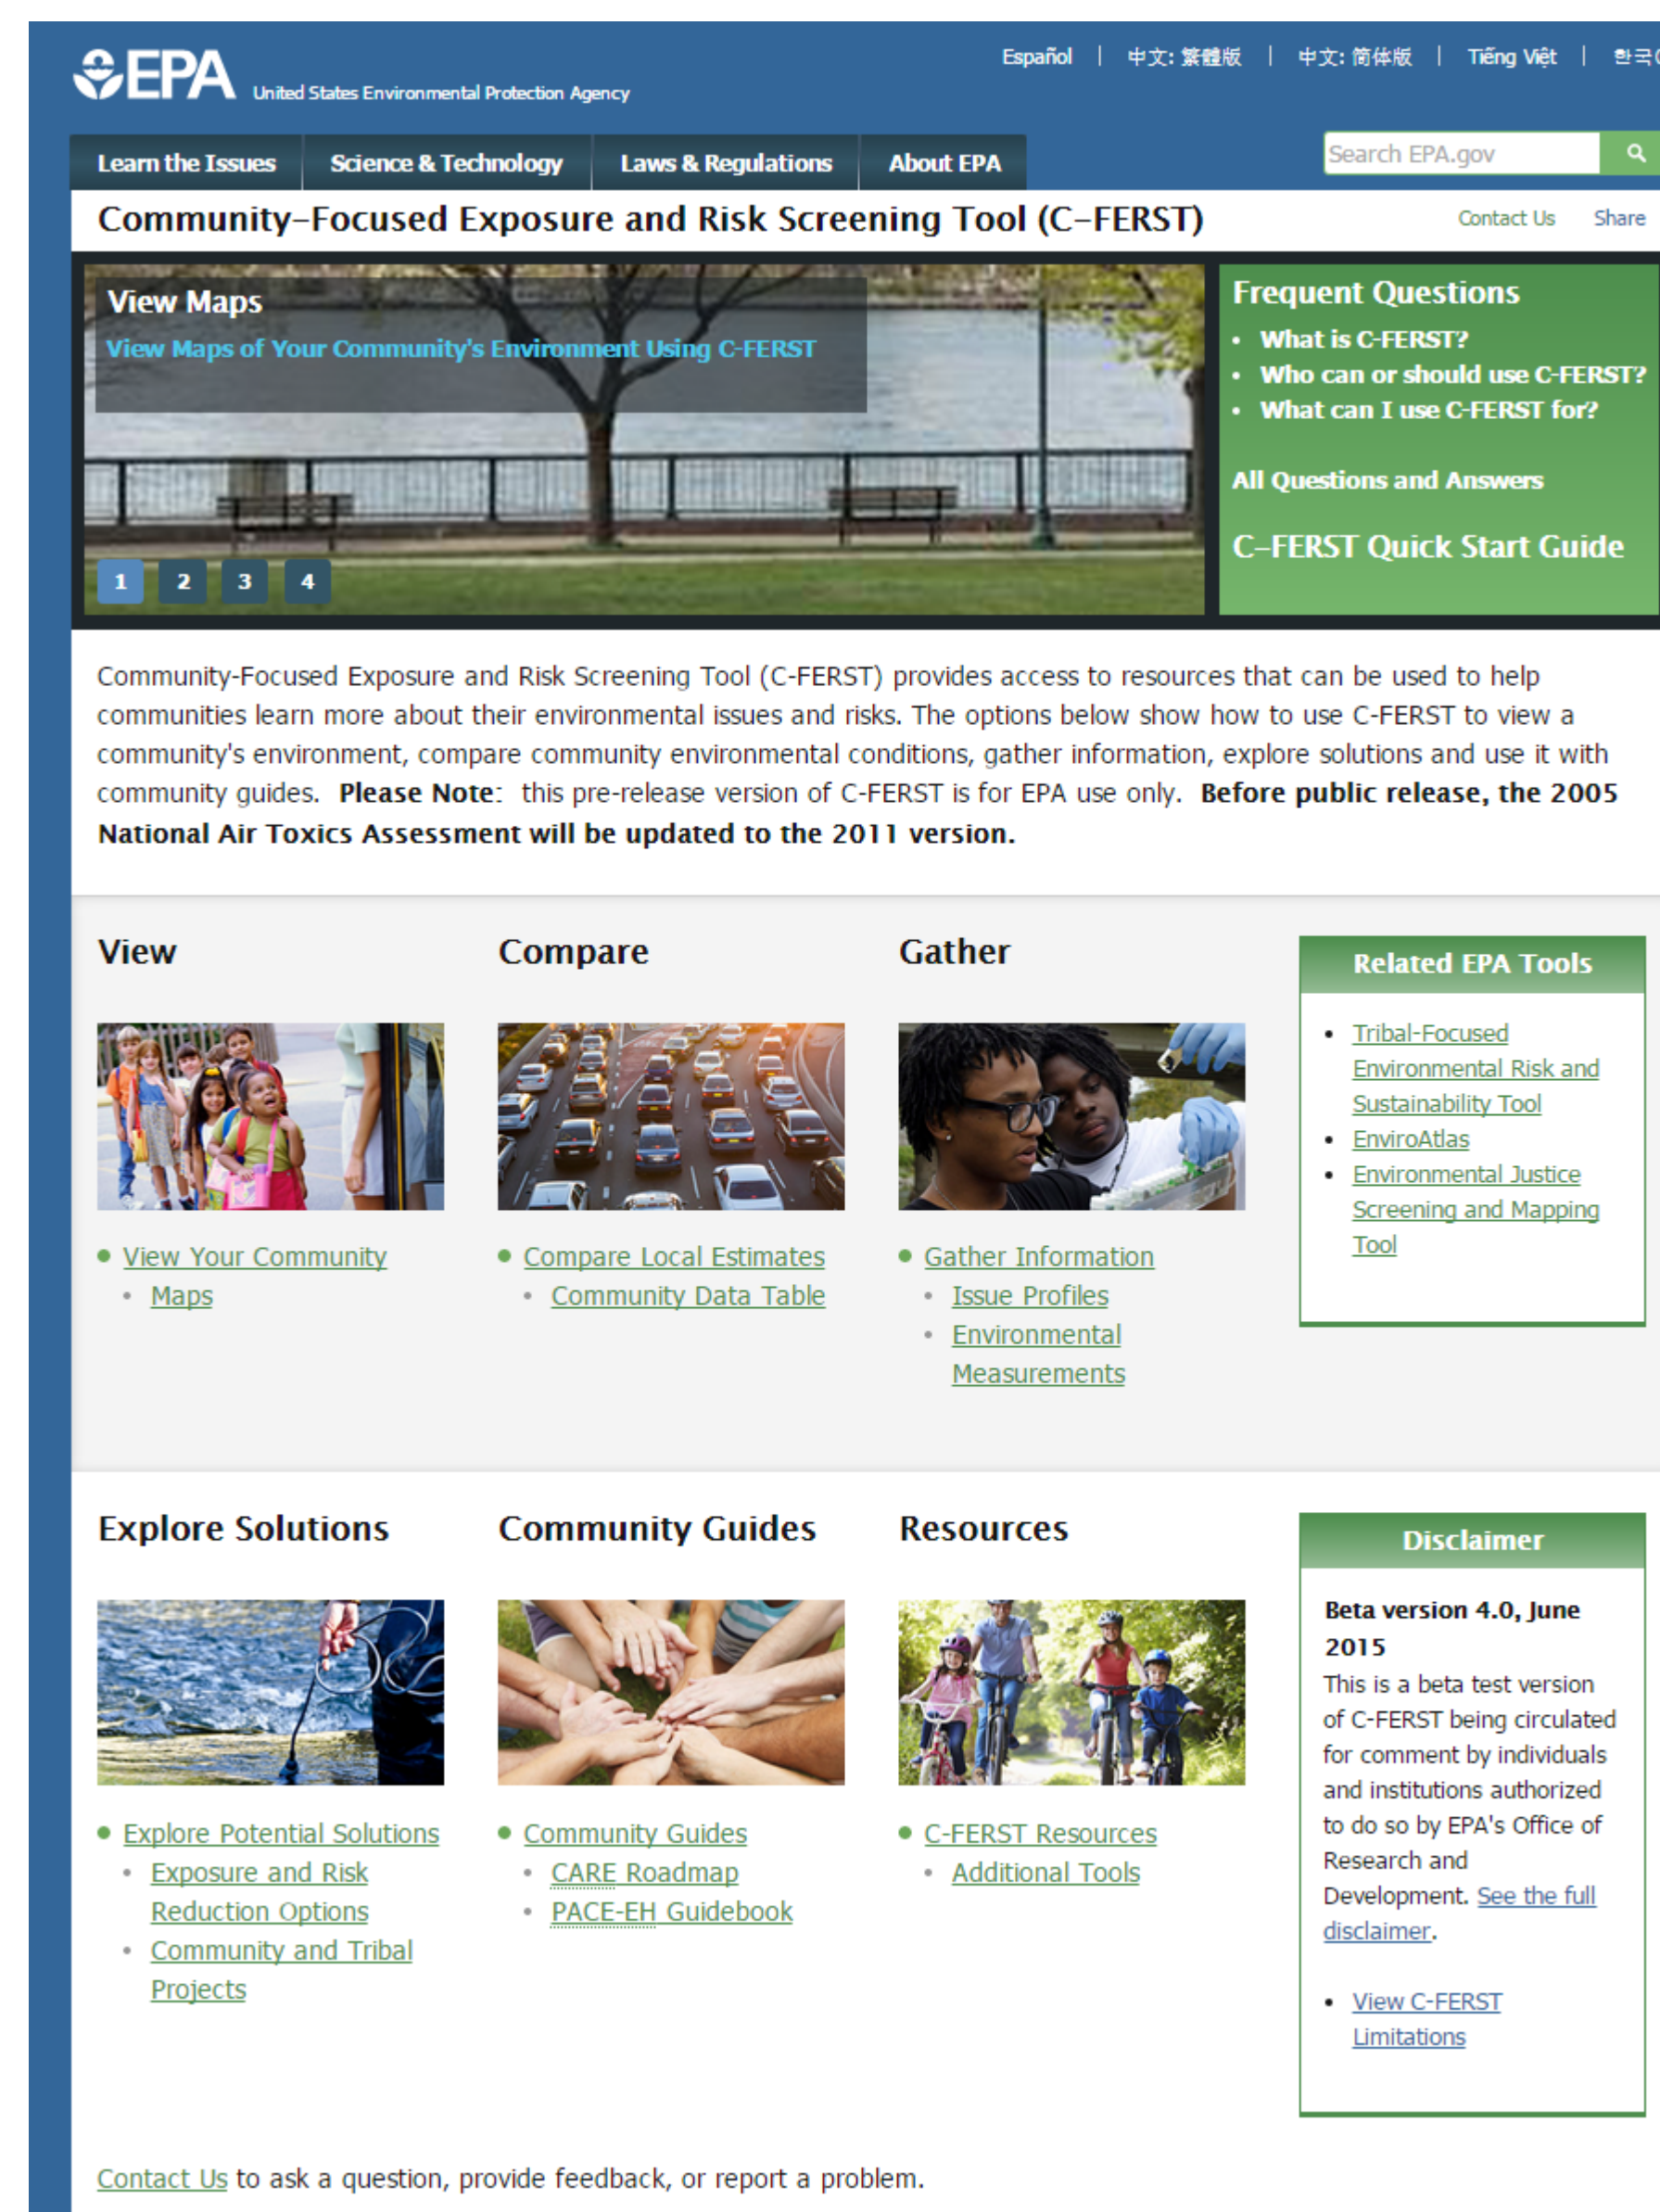 EPA United States Environmental Protection Agency
Español | 中文: 繁體版 | 中文: 简体版 | Tiếng Việt | 한국
Learn the Issues Science & Technology Laws & Regulations About EPA
Search EPA.gov
Community-Focused Exposure and Risk Screening Tool (C-FERST)
Contact Us Share
View Maps
View Maps of Your Community's Environment Using C-FERST
1 2 3 4
Frequent Questions
• What is C-FERST?
• Who can or should use C-FERST?
• What can I use C-FERST for?
All Questions and Answers
C-FERST Quick Start Guide
Community-Focused Exposure and Risk Screening Tool (C-FERST) provides access to resources that can be used to help
communities learn more about their environmental issues and risks. The options below show how to use C-FERST to view a
community's environment, compare community environmental conditions, gather information, explore solutions and use it with
community guides. Please Note: this pre-release version of C-FERST is for EPA use only. Before public release, the 2005
National Air Toxics Assessment will be updated to the 2011 version.
View
• View Your Community
• Maps
Compare
• Compare Local Estimates
• Community Data Table
Gather
• Gather Information
• Issue Profiles
• Environmental
Measurements
Related EPA Tools
• Tribal-Focused
Environmental Risk and
Sustainability Tool
• EnviroAtlas
• Environmental Justice
Screening and Mapping
Tool
Explore Solutions
• Explore Potential Solutions
• Exposure and Risk
Reduction Options
• Community and Tribal
Projects
Community Guides
• Community Guides
• CARE Roadmap
• PACE-EH Guidebook
Resources
• C-FERST Resources
• Additional Tools
Disclaimer
Beta version 4.0, June
2015
This is a beta test version
of C-FERST being circulated
for comment by individuals
and institutions authorized
to do so by EPA's Office of
Research and
Development. See the full
disclaimer.
• View C-FERST
Limitations
Contact Us to ask a question, provide feedback, or report a problem.